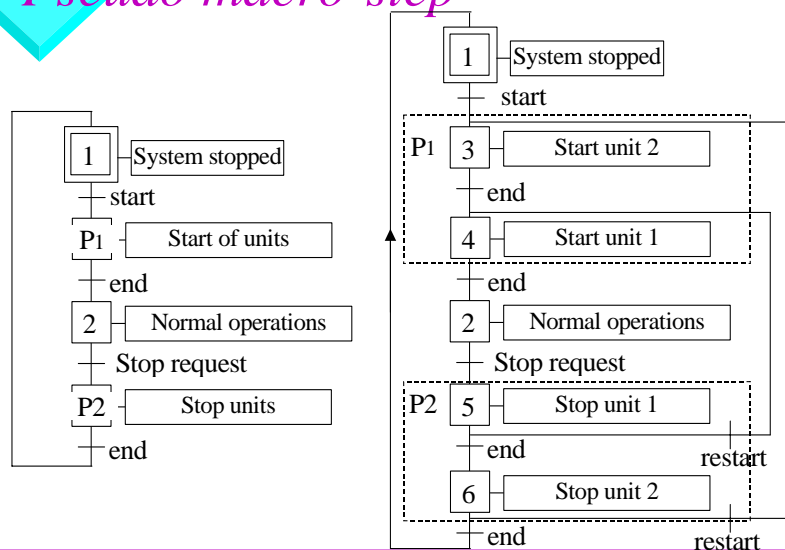 Pseudo macro-step
1 System stopped
start
P1 Start of units
end
2 Normal operations
Stop request
P2 Stop units
end
1 System stopped
start
P1 3 Start unit 2
end
4 Start unit 1
end
2 Normal operations
Stop request
P2 5 Stop unit 1
end
restart
6 Stop unit 2
end
restart